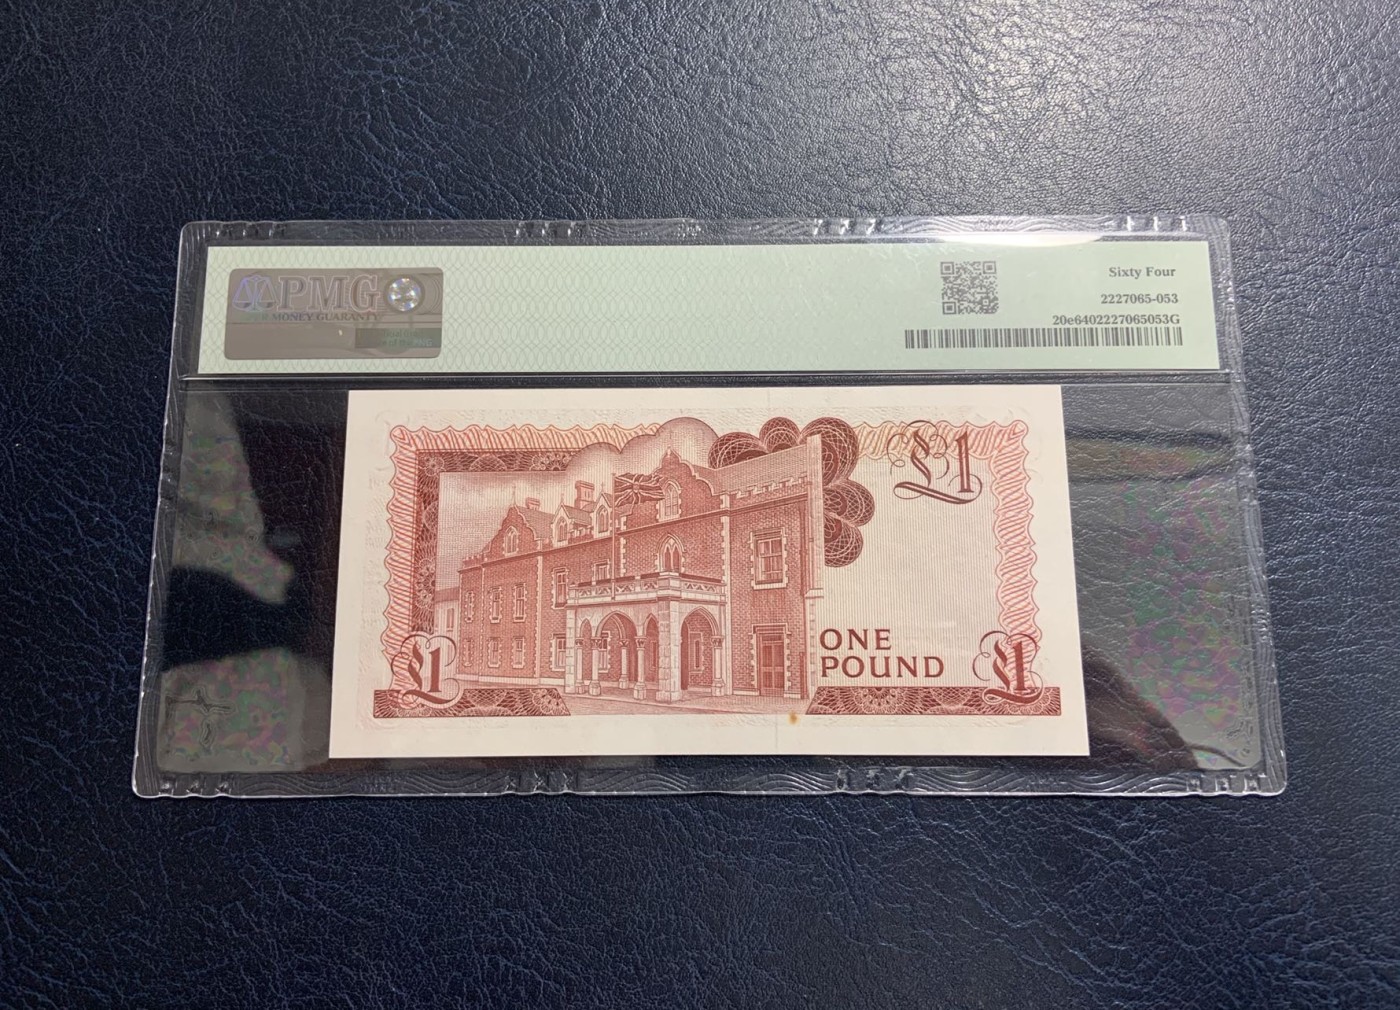 PMG
PAPER MONEY GUARANTY
Sixty Four
2227065-053
20e6402227065053G
£1
ONE
POUND
£1
£1